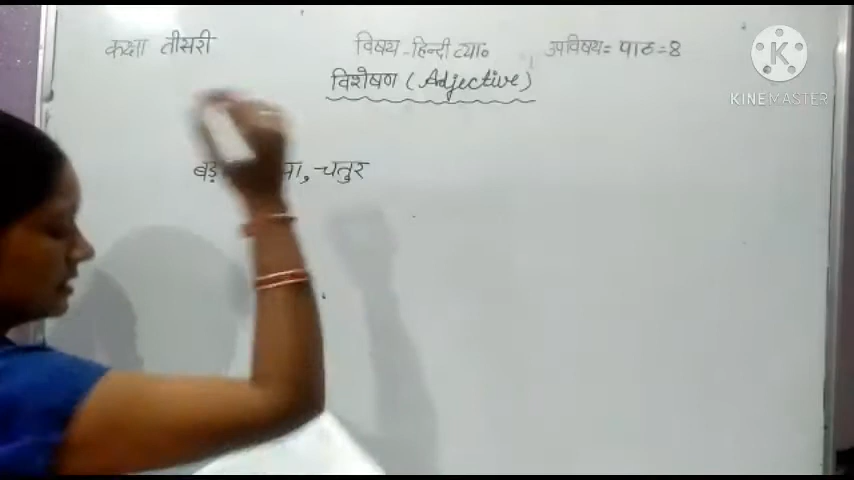 कक्षा तीसरी विषय - हिन्दी व्या० उपविषय = पाठ = 8
विशेषण (Adjective)
चतुर
KINEMASTER